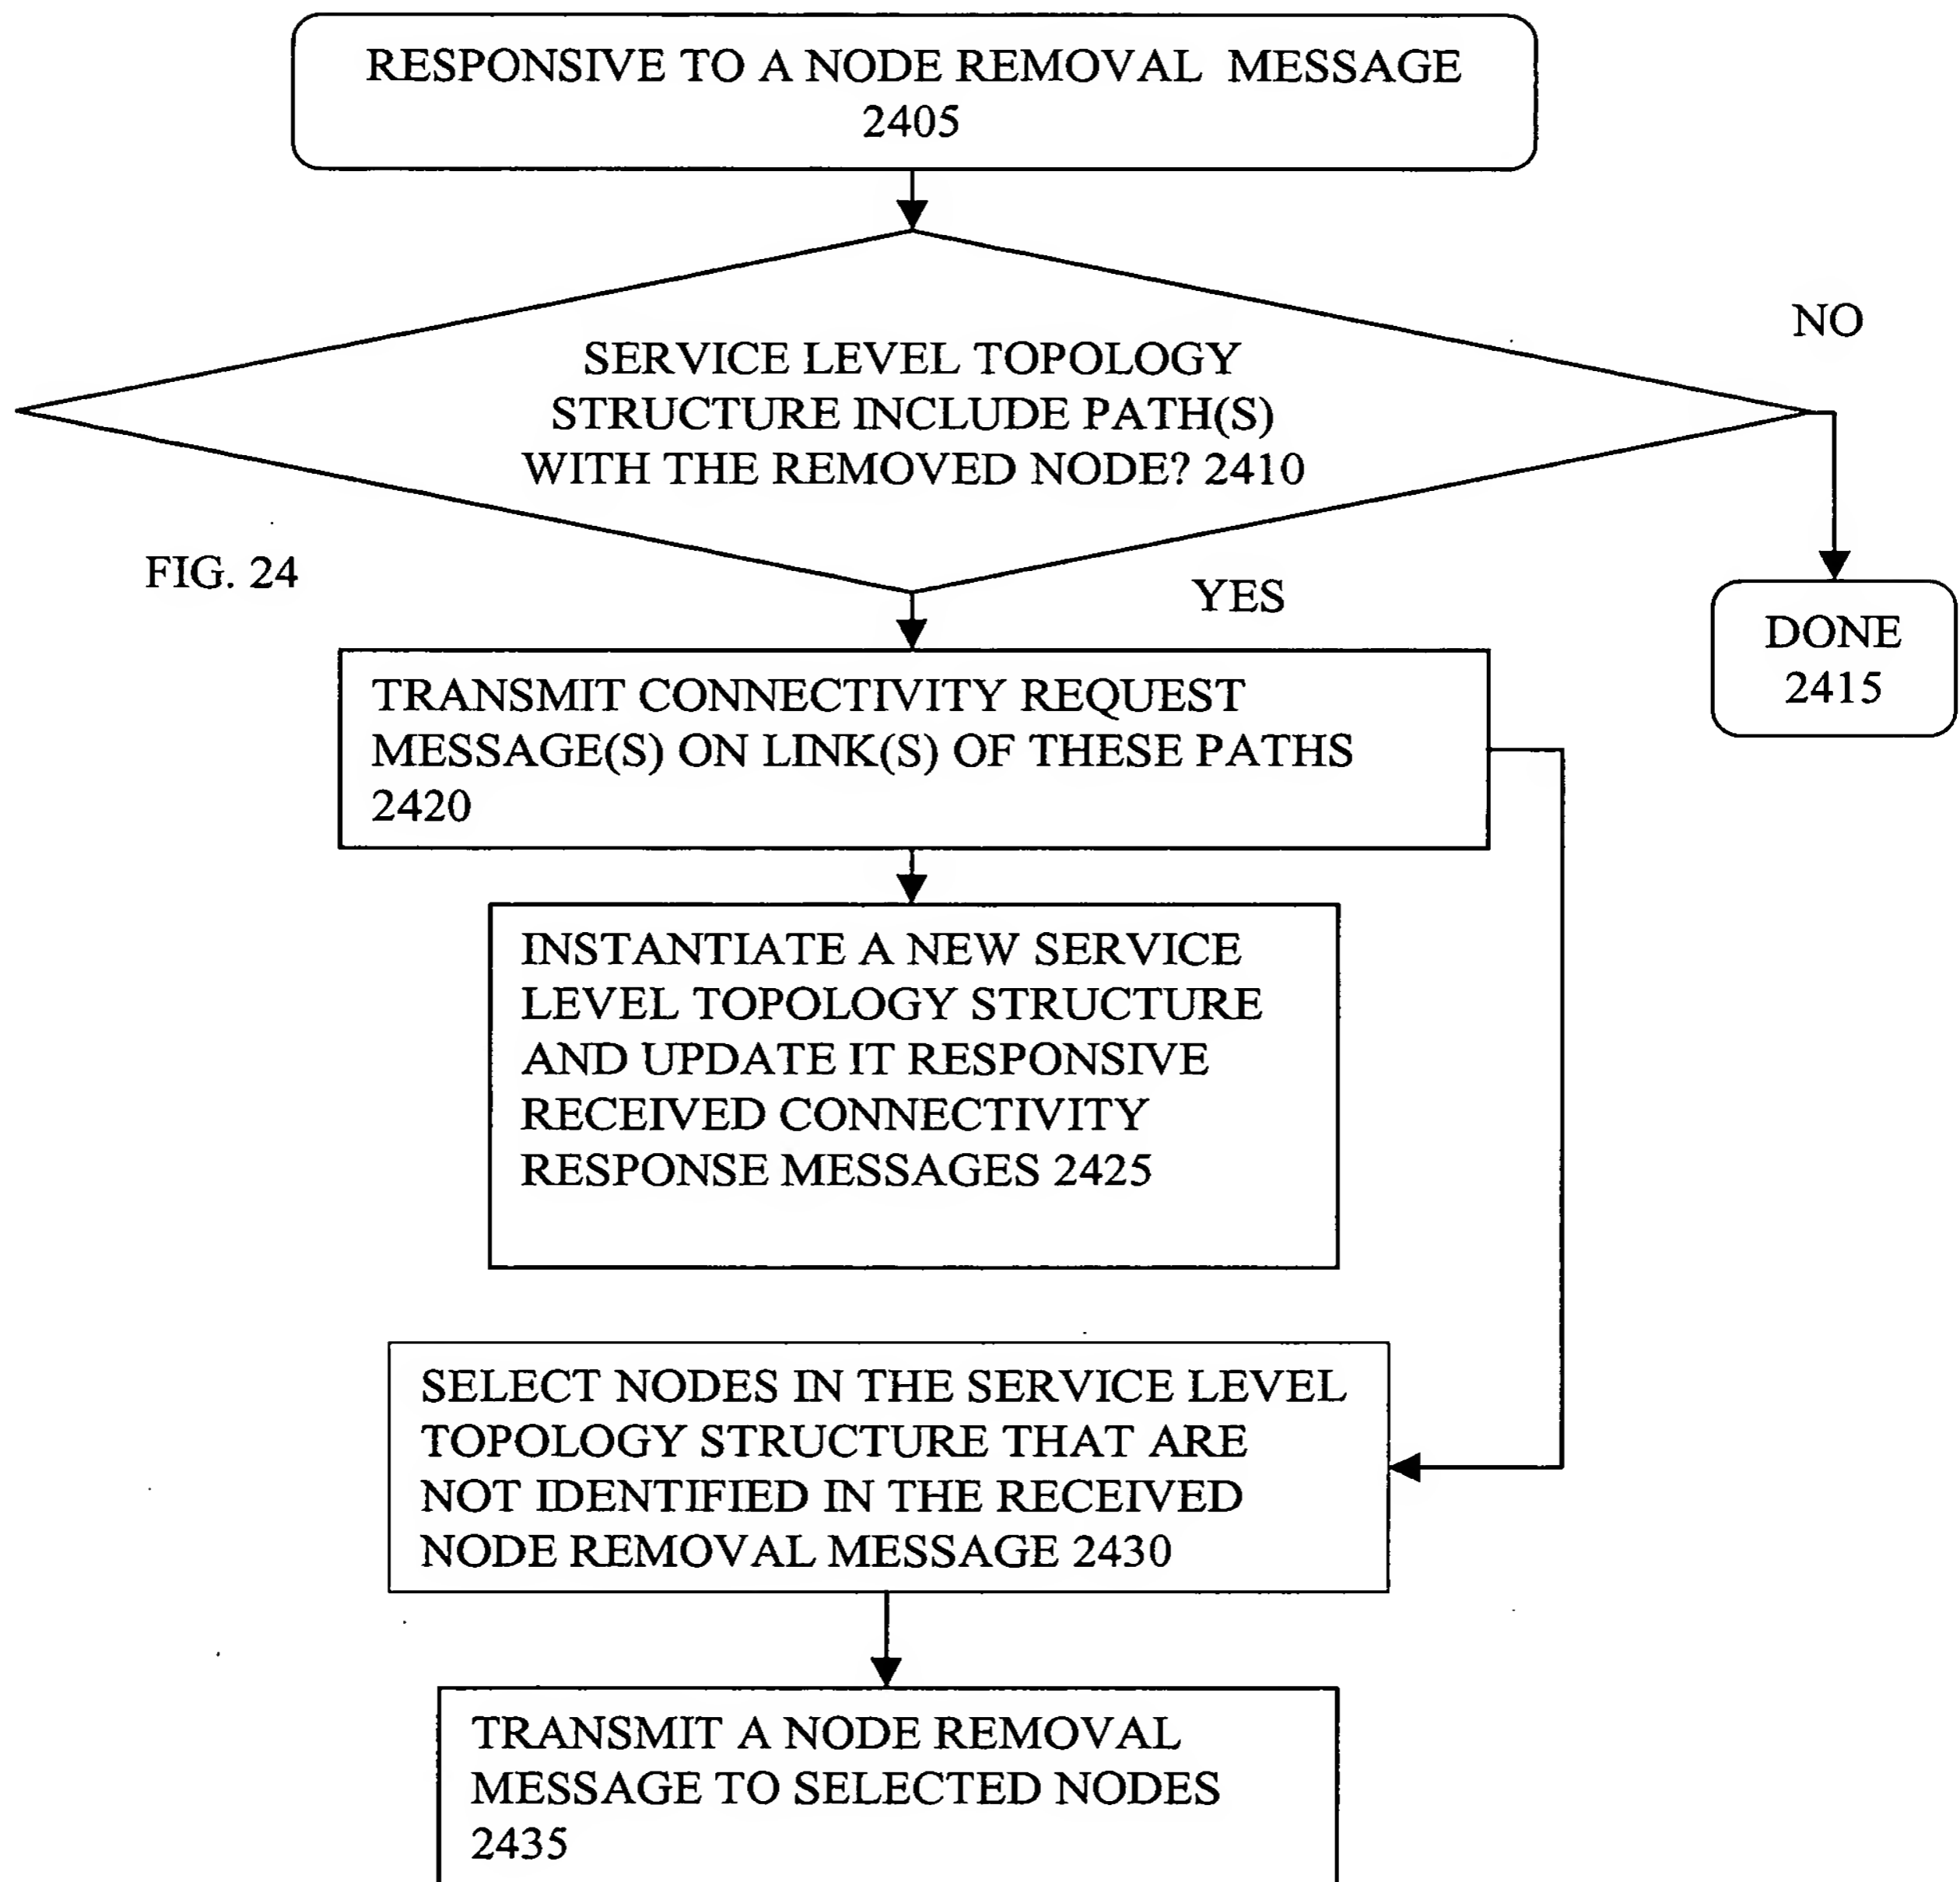 RESPONSIVE TO A NODE REMOVAL MESSAGE
2405
NO
SERVICE LEVEL TOPOLOGY
STRUCTURE INCLUDE PATH(S)
WITH THE REMOVED NODE? 2410
FIG. 24
YES
DONE
2415
TRANSMIT CONNECTIVITY REQUEST
MESSAGE(S) ON LINK(S) OF THESE PATHS
2420
INSTANTIATE A NEW SERVICE
LEVEL TOPOLOGY STRUCTURE
AND UPDATE IT RESPONSIVE
RECEIVED CONNECTIVITY
RESPONSE MESSAGES 2425
SELECT NODES IN THE SERVICE LEVEL
TOPOLOGY STRUCTURE THAT ARE
NOT IDENTIFIED IN THE RECEIVED
NODE REMOVAL MESSAGE 2430
TRANSMIT A NODE REMOVAL
MESSAGE TO SELECTED NODES
2435